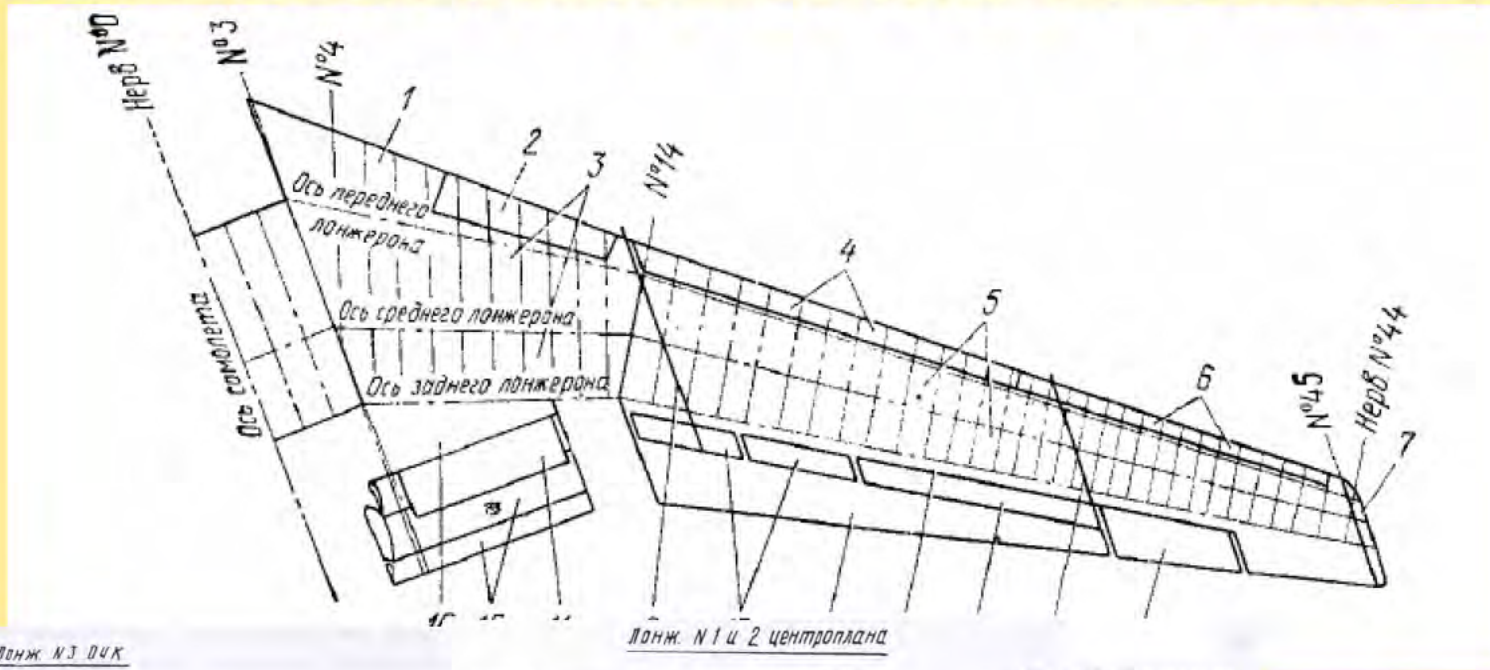 Нерв №0
№3
№4
1
2
3
№14
Ось переднего
лонжерона
4
5
Ось среднего лонжерона
Ось самолета
Ось заднего лонжерона
6
№45
Нерв №44
7
Лонж. N 1 и 2 центроплана
Лонж. N3 ОЧК